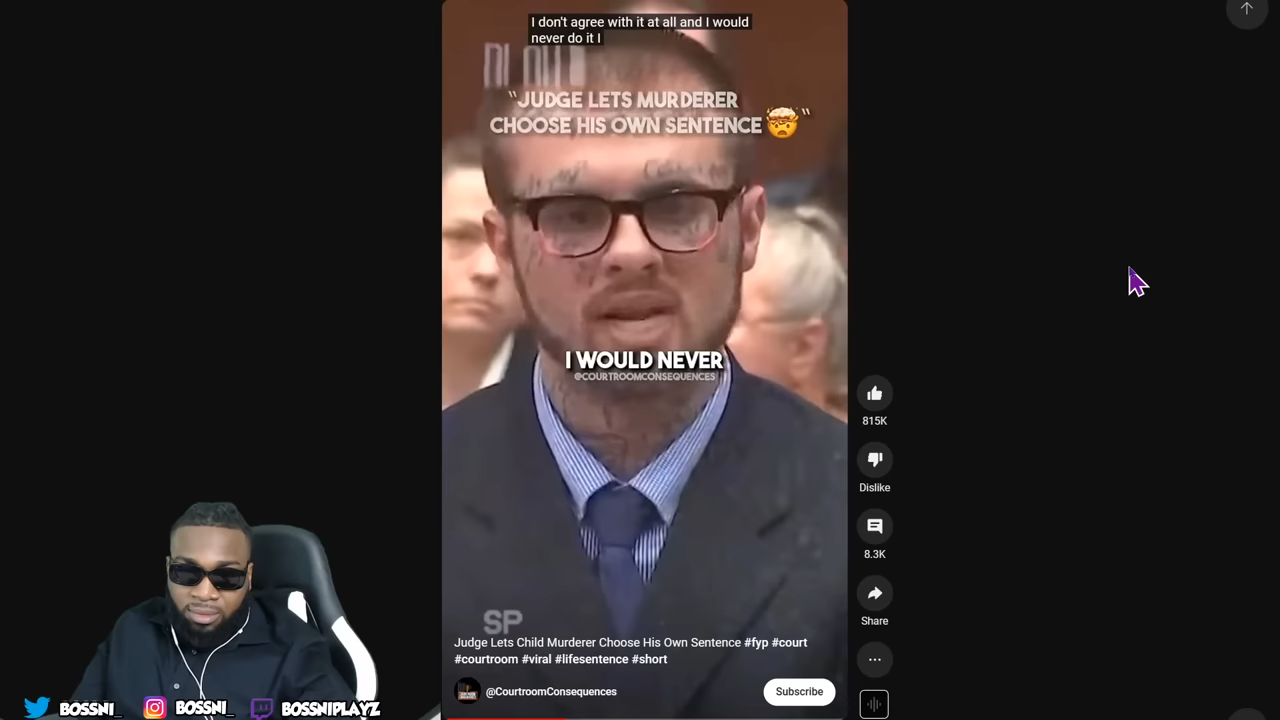 I don't agree with it at all and I would
never do it I
"JUDGE LETS MURDERER
CHOOSE HIS OWN SENTENCE 🤯"
I WOULD NEVER
@COURTROOMCONSEQUENCES
SP
815K
Dislike
8.3K
Share
Judge Lets Child Murderer Choose His Own Sentence #fyp #court
#courtroom #viral #lifesentence #short
@CourtroomConsequences
Subscribe
BOSSNI_
BOSSNI_
BOSSNIPLAYZ